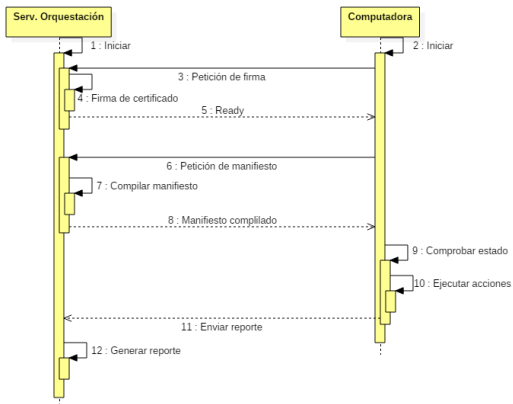 Serv. Orquestación
Computadora
1 : Iniciar
2 : Iniciar
3 : Petición de firma
4 : Firma de certificado
5 : Ready
6 : Petición de manifiesto
7 : Compilar manifiesto
8 : Manifiesto complilado
9 : Comprobar estado
10 : Ejecutar acciones
11 : Enviar reporte
12 : Generar reporte